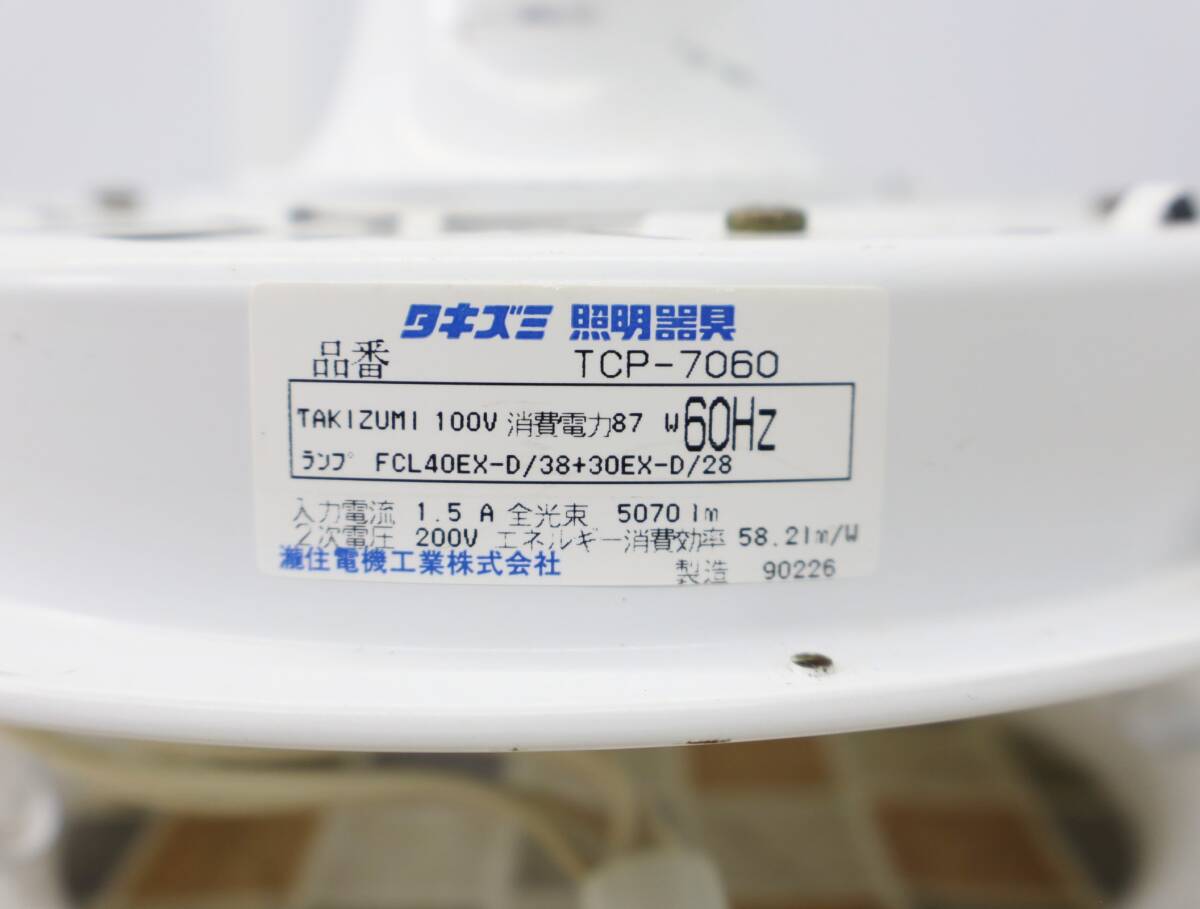 タキズミ 照明器具
品番 TCP-7060
TAKIZUMI 100V 消費電力87 W 60Hz
ランプ FCL40EX-D/38+30EX-D/28
入力電流 1.5 A 全光束 5070 lm
2次電圧 200V エネルギー消費効率 58.2lm/W
瀧住電機工業株式会社 製造 90226